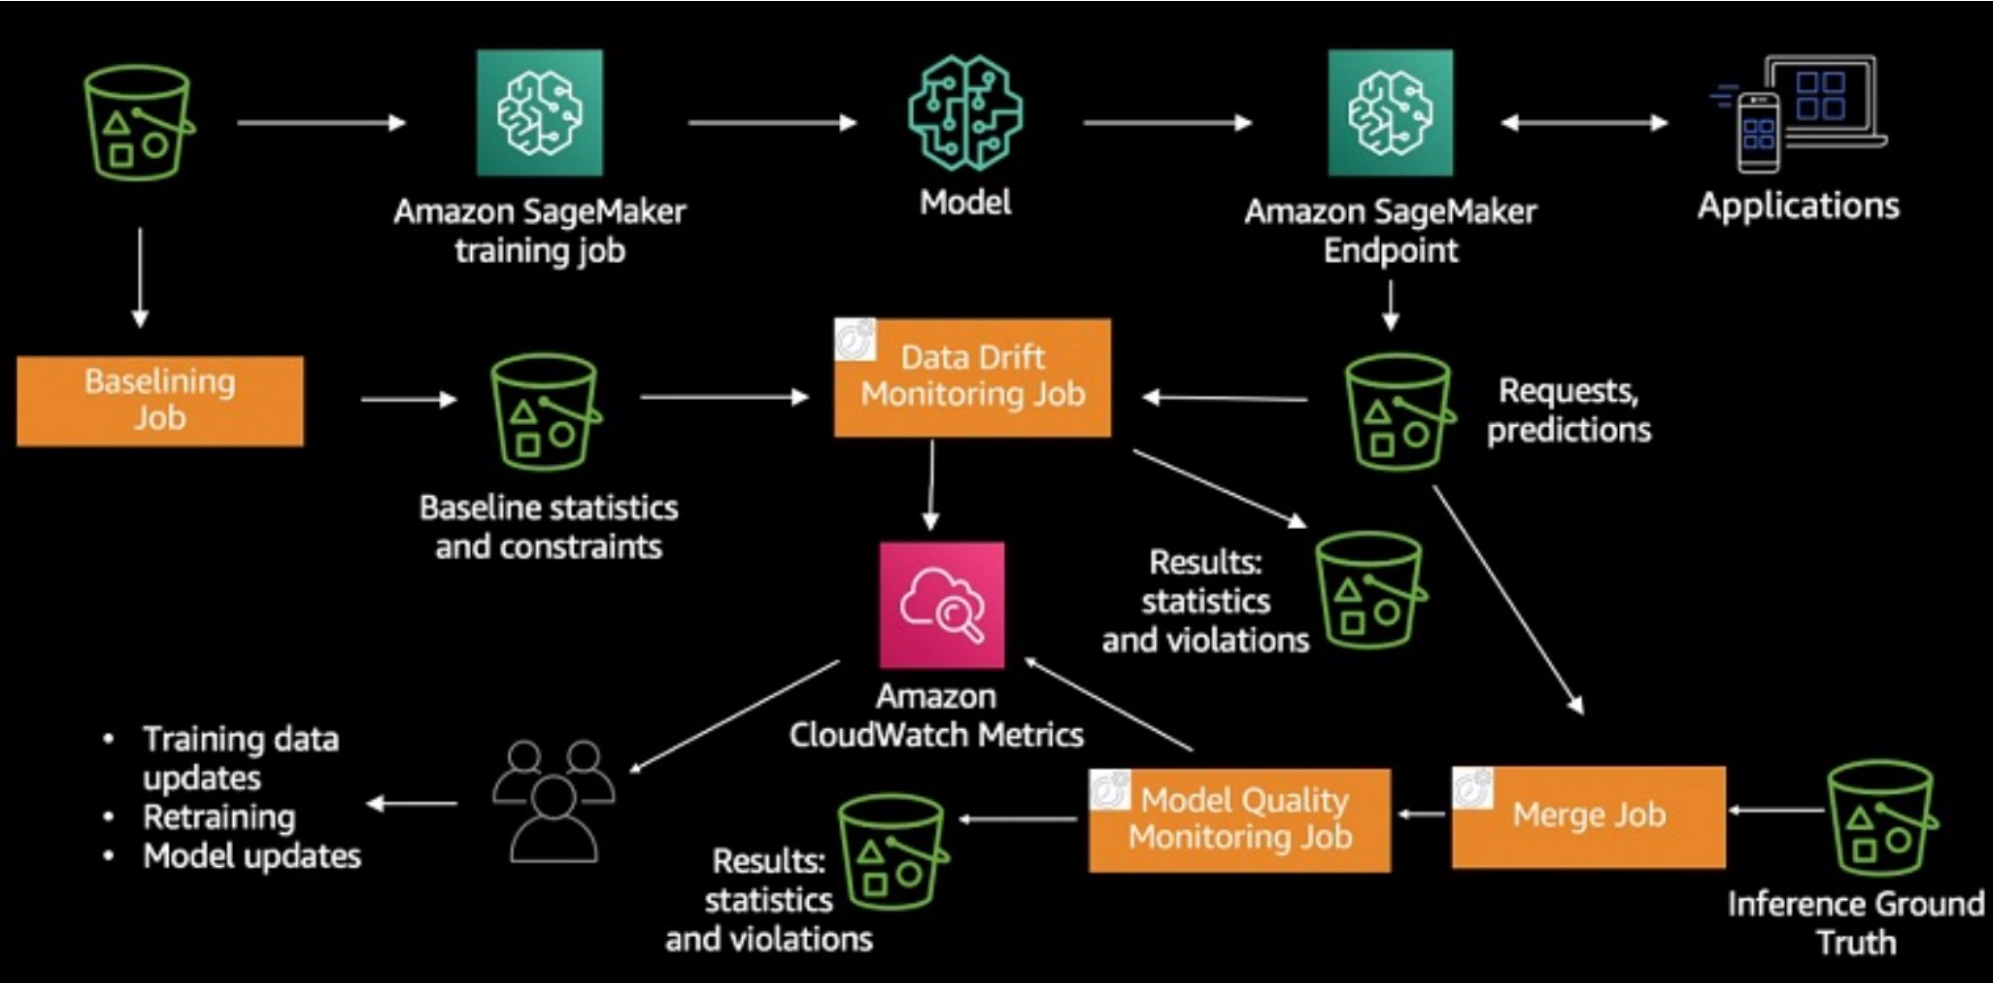 Amazon SageMaker
training job
Model
Amazon SageMaker
Endpoint
Applications
Baselining
Job
Baseline statistics
and constraints
Data Drift
Monitoring Job
Requests,
predictions
Results:
statistics
and violations
Amazon
CloudWatch Metrics
• Training data
updates
• Retraining
• Model updates
Results:
statistics
and violations
Model Quality
Monitoring Job
Merge Job
Inference Ground
Truth